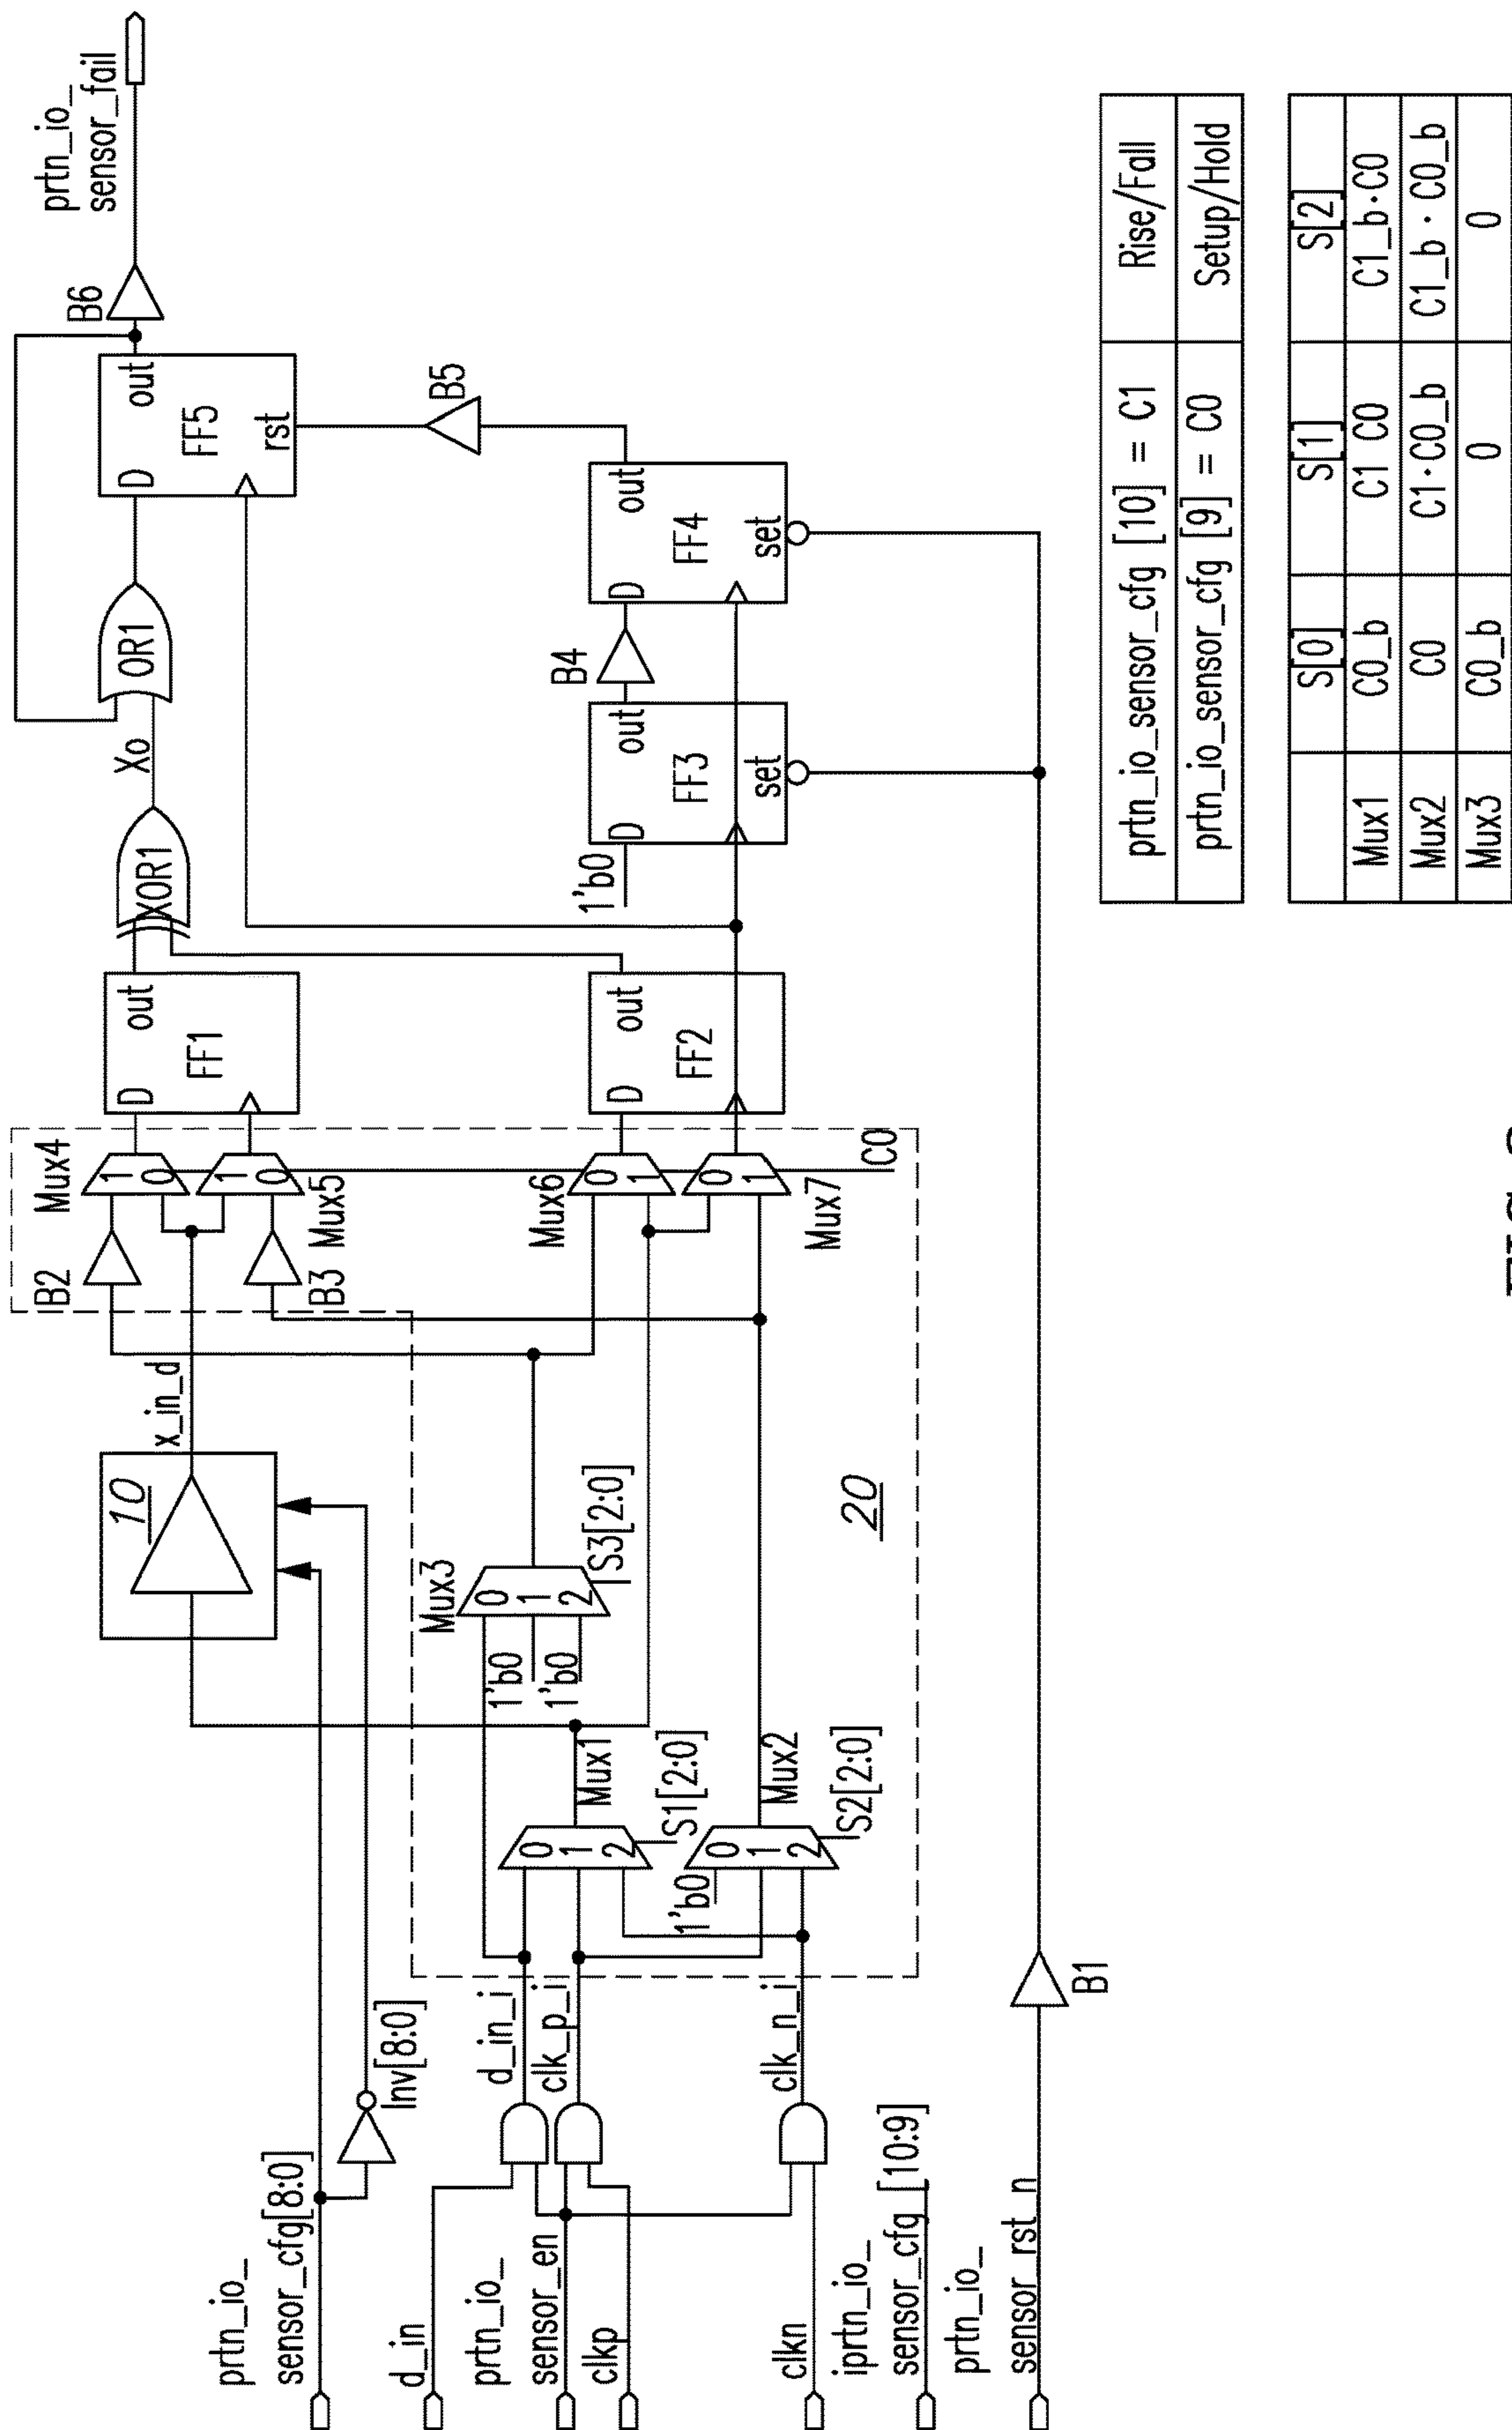 prtn_io_
sensor_cfg[8:0]
Inv[8:0]
d_in
prtn_io_
sensor_en
clkp
clkn
iprtn_io_
sensor_cfg [10:9]
prtn_io_
sensor_rst_n
B1
d_in_i
clk_p_i
clk_n_i
1'b0
0
1
2
Mux1
S1[2:0]
0
1
2
Mux2
S2[2:0]
1'b0
1'b0
Mux3
0
1
2
S3[2:0]
20
10
x_in_d
B2
B3
Mux4
1
0
1
0
Mux5
Mux6
0
1
0
1
Mux7
C0
D
out
FF1
D
out
FF2
XOR1
Xo
OR1
1'b0
D
out
FF3
set
B4
D
out
FF4
set
B5
D
out
FF5
rst
B6
prtn_io_
sensor_fail
prtn_io_sensor_cfg [10] = C1 Rise/Fall
prtn_io_sensor_cfg [9] = C0 Setup/Hold
S[0] S[1] S[2]
Mux1 C0_b C1 C0 C1_b·C0
Mux2 C0 C1·C0_b C1_b · C0_b
Mux3 C0_b 0 0